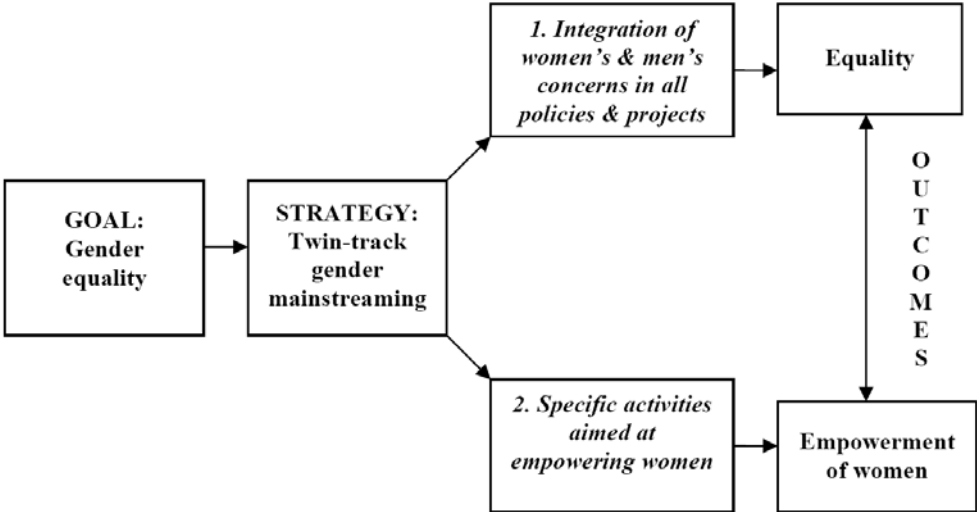 GOAL:
Gender
equality
STRATEGY:
Twin-track
gender
mainstreaming
1. Integration of
women’s & men’s
concerns in all
policies & projects
Equality
2. Specific activities
aimed at
empowering women
Empowerment
of women
O
U
T
C
O
M
E
S